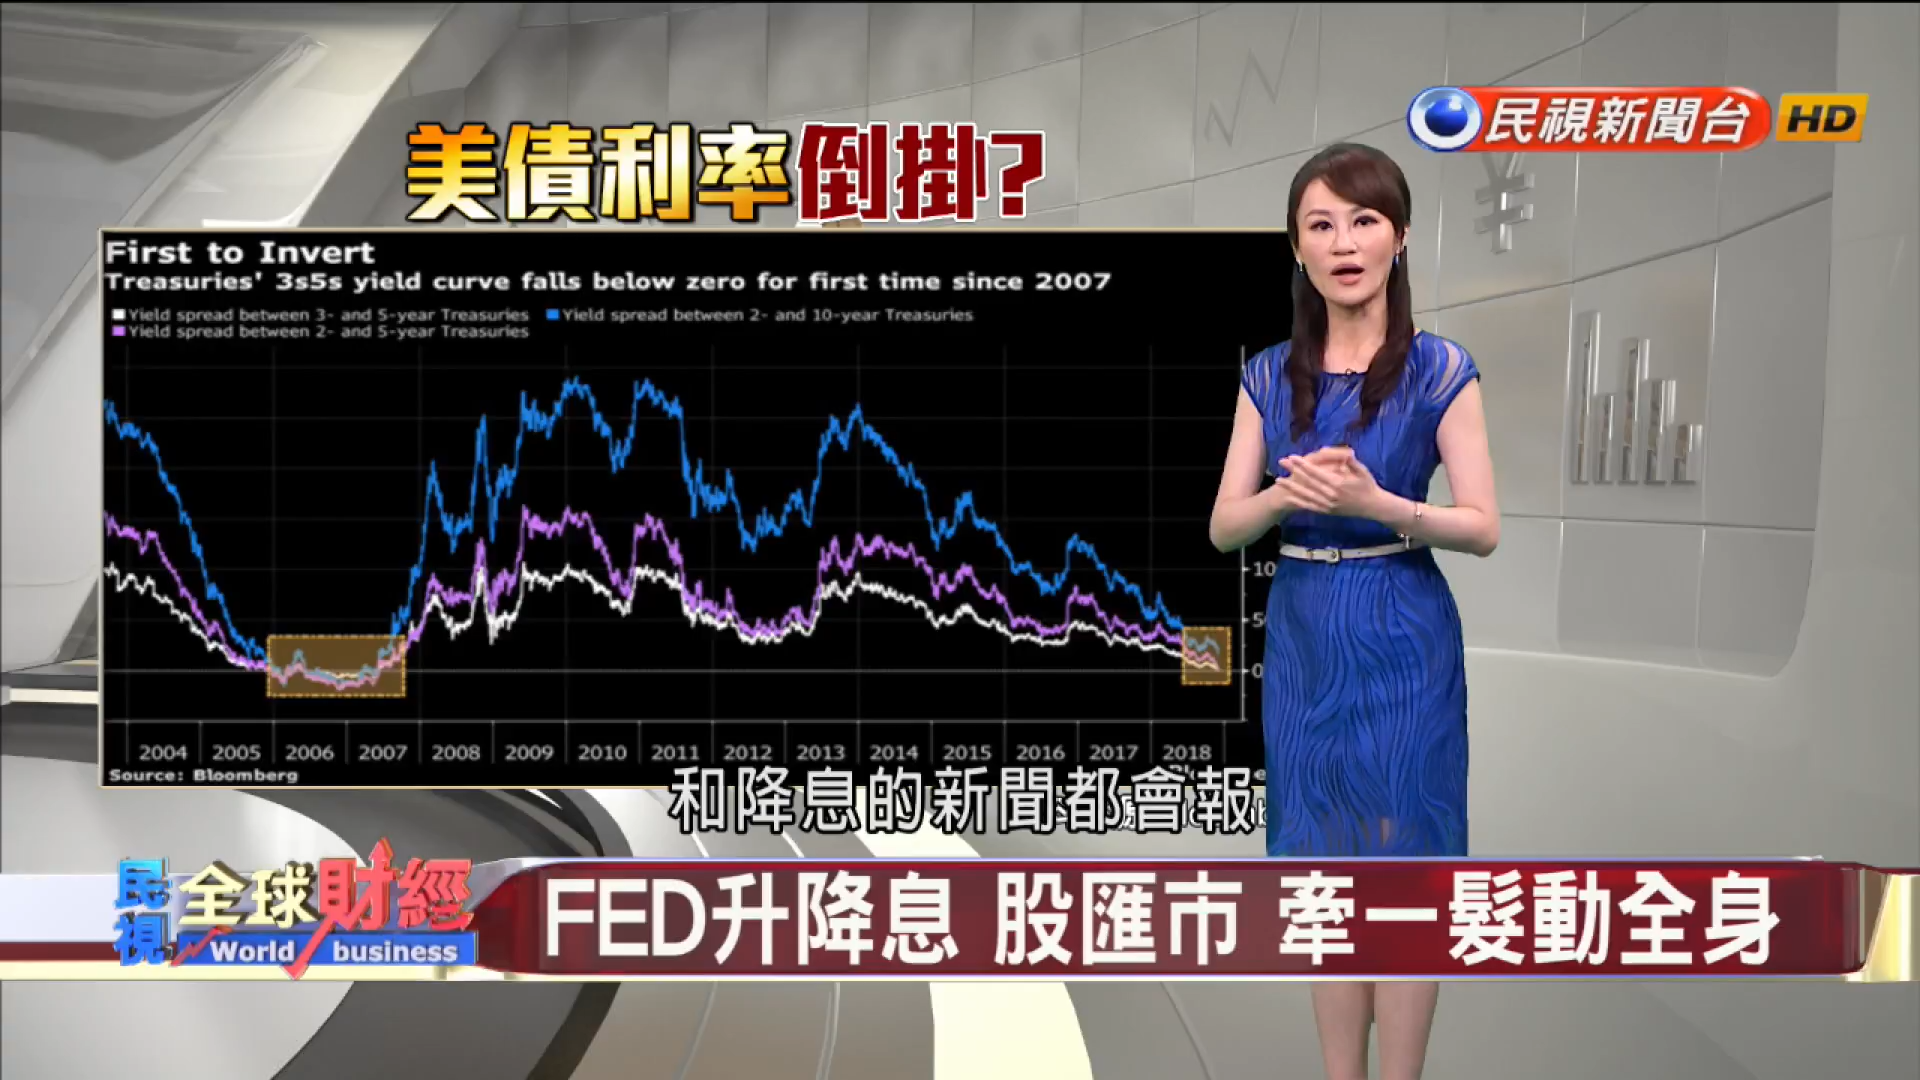 民視新聞台 HD
美債利率倒掛?
First to Invert
Treasuries' 3s5s yield curve falls below zero for first time since 2007
Yield spread between 3- and 5-year Treasuries Yield spread between 2- and 10-year Treasuries
Yield spread between 2- and 5-year Treasuries
10
5
0
2004 2005 2006 2007 2008 2009 2010 2011 2012 2013 2014 2015 2016 2017 2018
Source: Bloomberg
和降息的新聞都會報
民視 全球財經
World business
FED升降息 股匯市 牽一髮動全身